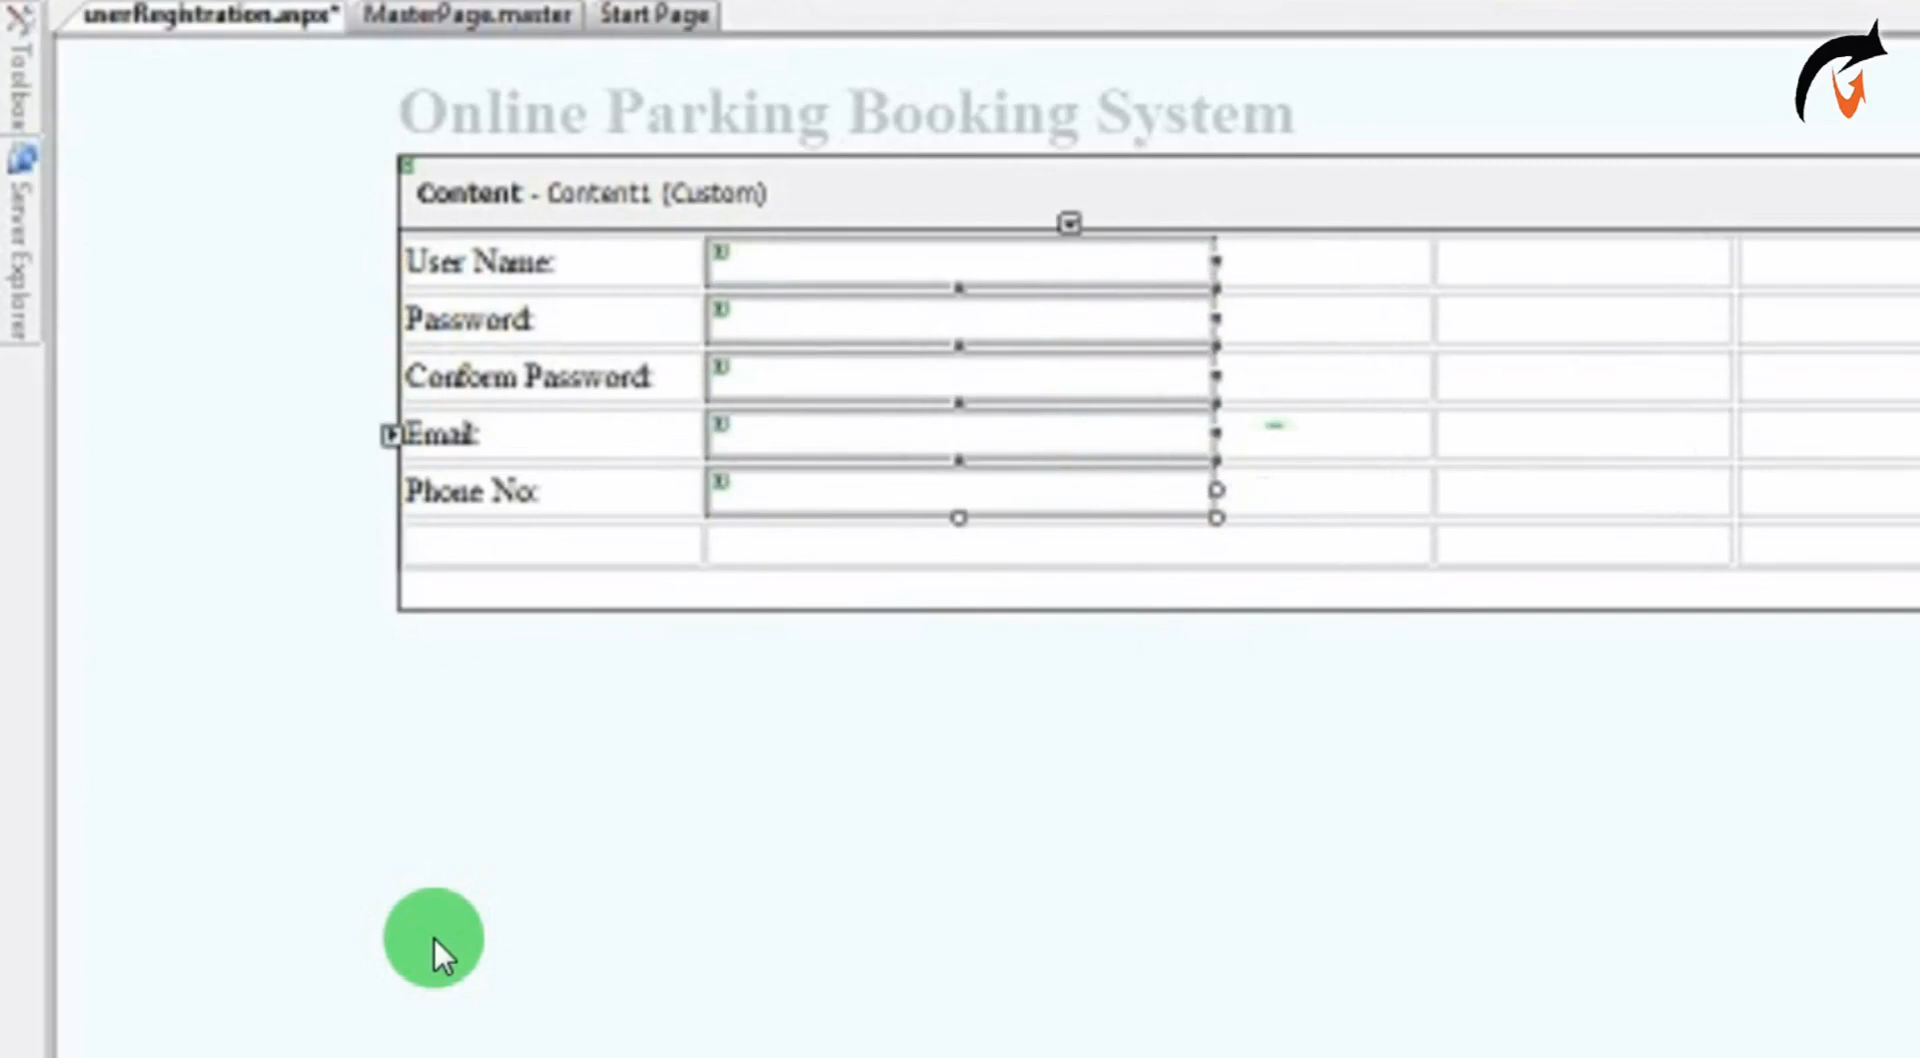 userRegistration.aspx* MasterPage.master Start Page
Toolbox
Server Explorer
Online Parking Booking System
Content - Content1 (Custom)
User Name:
Password:
Conform Password:
Email:
Phone No: